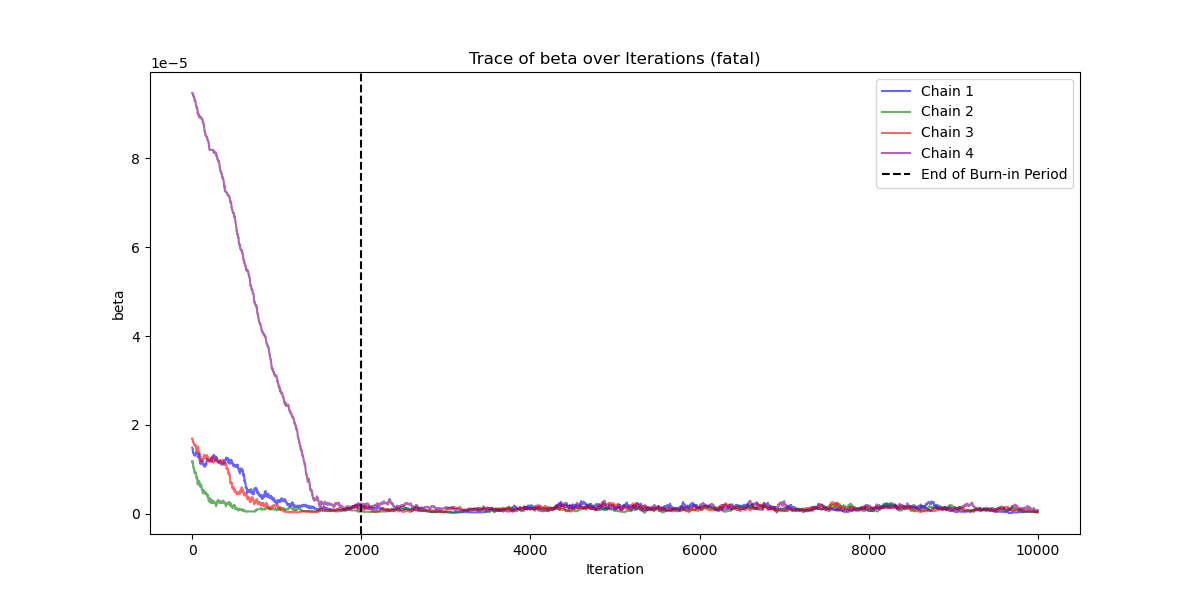 Trace of beta over Iterations (fatal)
1e−5
Chain 1
Chain 2
Chain 3
Chain 4
End of Burn-in Period
8
6
4
2
0
beta
0 2000 4000 6000 8000 10000
Iteration